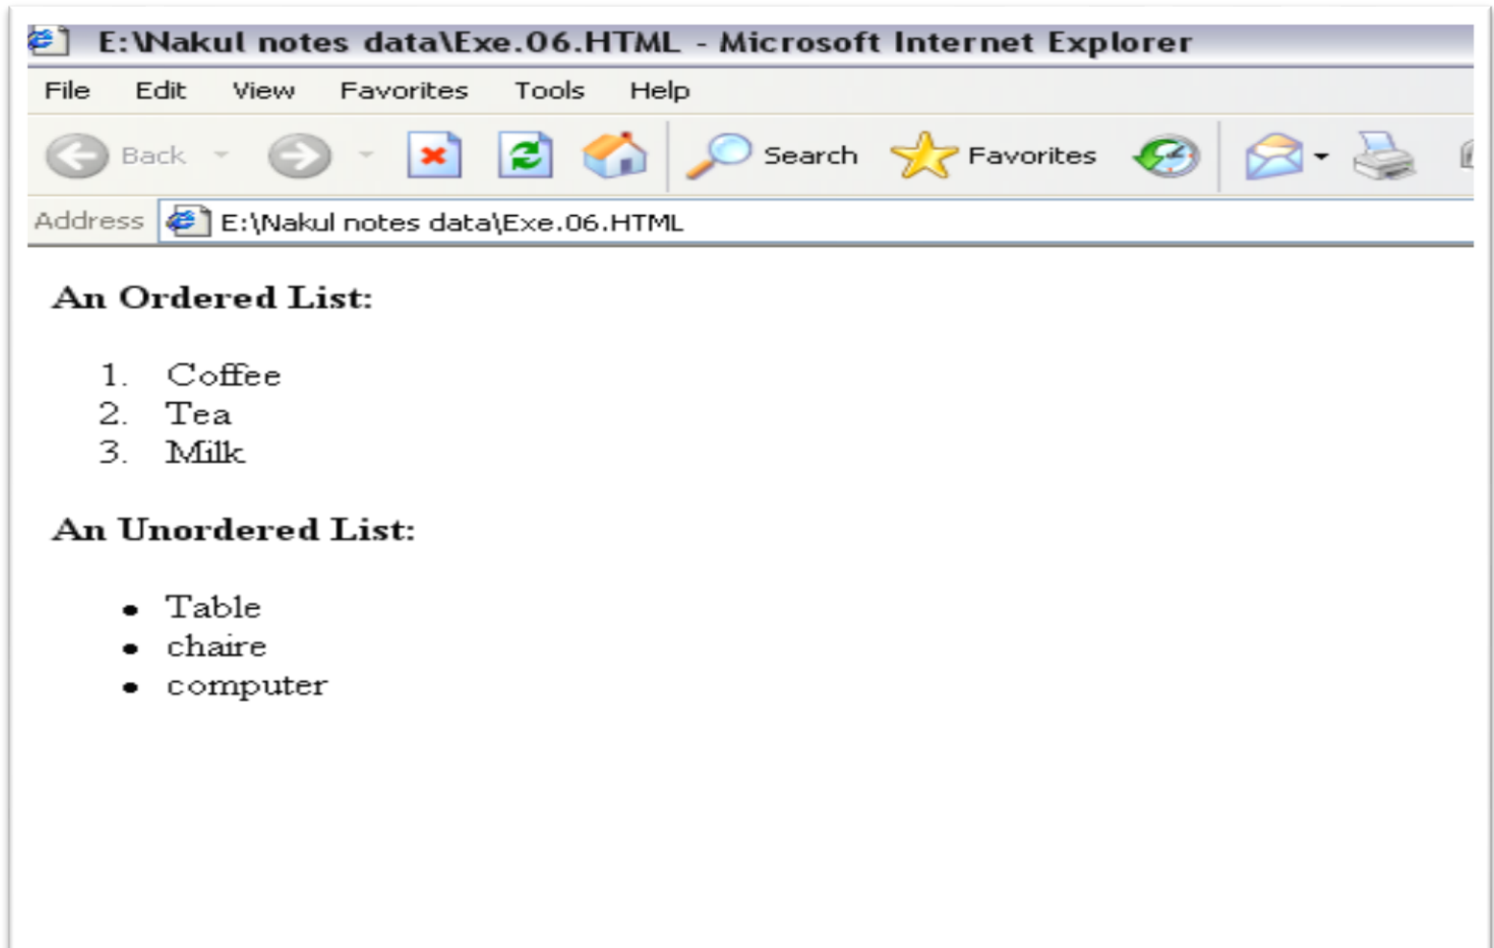 E:\Nakul notes data\Exe.06.HTML - Microsoft Internet Explorer
File Edit View Favorites Tools Help
Back Search Favorites
Address E:\Nakul notes data\Exe.06.HTML
An Ordered List:
1. Coffee
2. Tea
3. Milk
An Unordered List:
• Table
• chaire
• computer